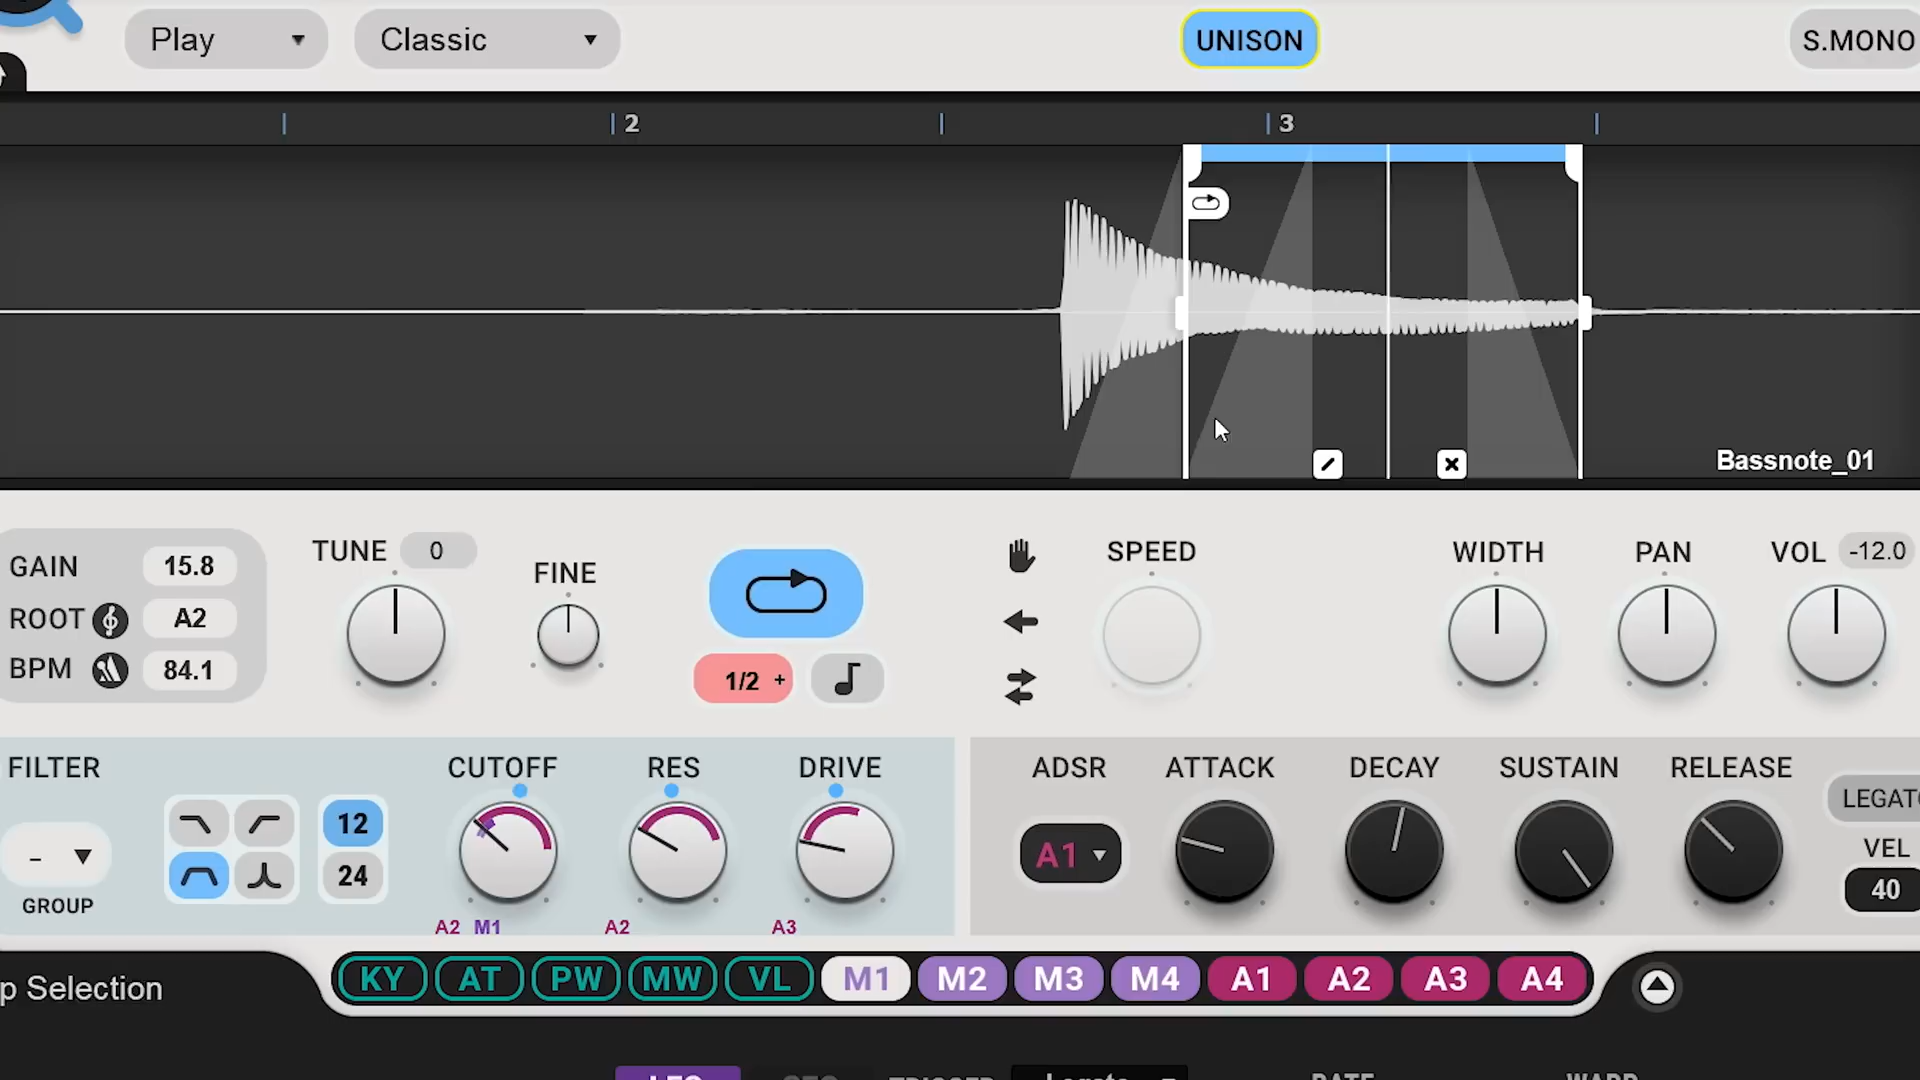 Play
Classic
UNISON
S.MONO
2
3
Bassnote_01
GAIN 15.8
ROOT A2
BPM 84.1
TUNE 0
FINE
1/2 +
SPEED
WIDTH
PAN
VOL -12.0
FILTER
-
GROUP
12
24
CUTOFF
RES
DRIVE
A2 M1
A2
A3
ADSR
A1
ATTACK
DECAY
SUSTAIN
RELEASE
LEGATO
VEL
40
p Selection
KY AT PW MW VL M1 M2 M3 M4 A1 A2 A3 A4